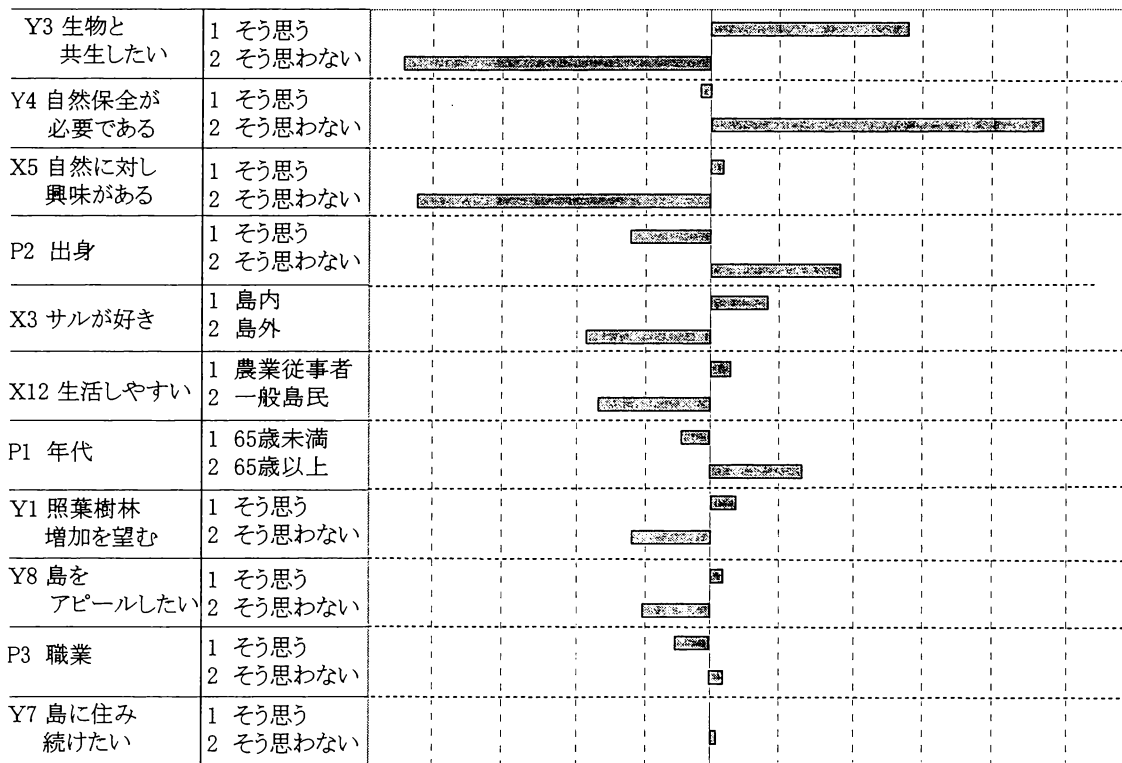 Y3 生物と
共生したい
1 そう思う
2 そう思わない
Y4 自然保全が
必要である
1 そう思う
2 そう思わない
X5 自然に対し
興味がある
1 そう思う
2 そう思わない
P2 出身
1 そう思う
2 そう思わない
X3 サルが好き
1 島内
2 島外
X12 生活しやすい
1 農業従事者
2 一般島民
P1 年代
1 65歳未満
2 65歳以上
Y1 照葉樹林
増加を望む
1 そう思う
2 そう思わない
Y8 島を
アピールしたい
1 そう思う
2 そう思わない
P3 職業
1 そう思う
2 そう思わない
Y7 島に住み
続けたい
1 そう思う
2 そう思わない